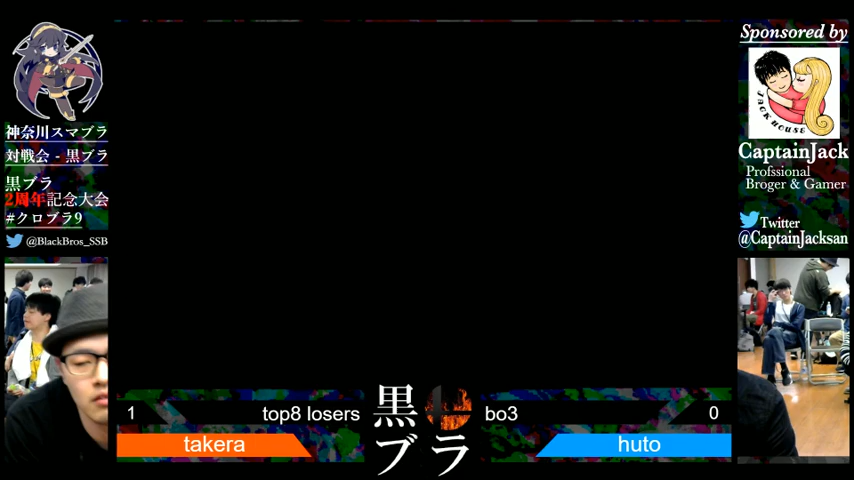 神奈川スマブラ
対戦会 - 黒ブラ
黒ブラ
2周年記念大会
#クロブラ9
@BlackBros_SSB
Sponsored by
JACK HOUSE
CaptainJack
Profssional
Broger & Gamer
Twitter
@CaptainJacksan
1
top8 losers
黒
ブラ
bo3
0
takera
huto